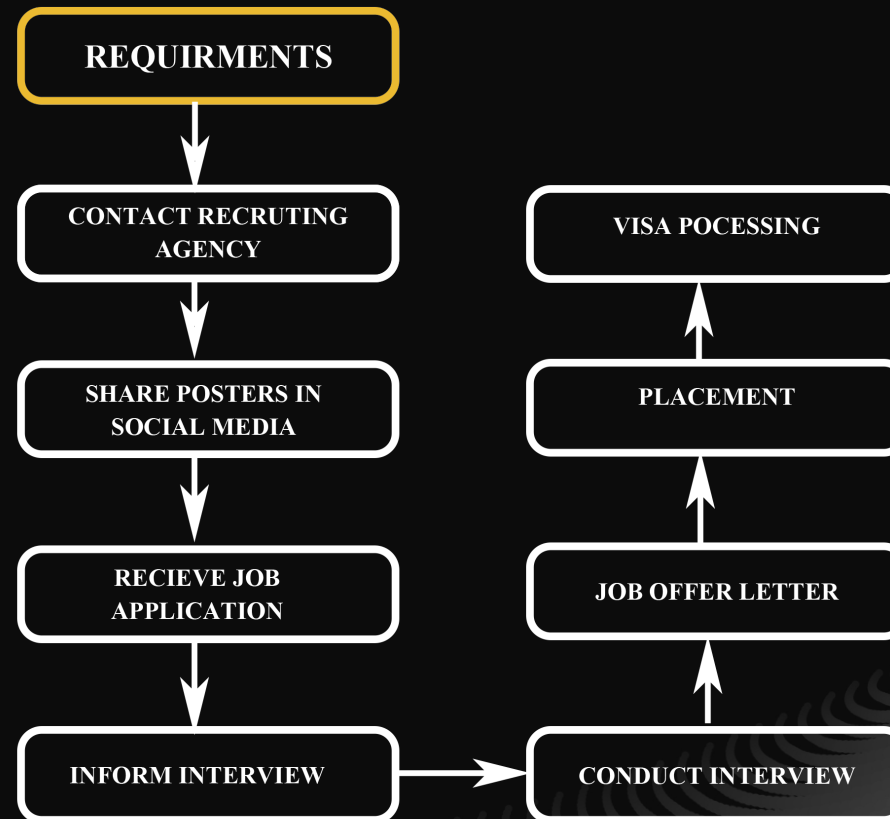 REQUIRMENTS
CONTACT RECRUTING
AGENCY
SHARE POSTERS IN
SOCIAL MEDIA
RECIEVE JOB
APPLICATION
INFORM INTERVIEW
CONDUCT INTERVIEW
JOB OFFER LETTER
PLACEMENT
VISA POCESSING